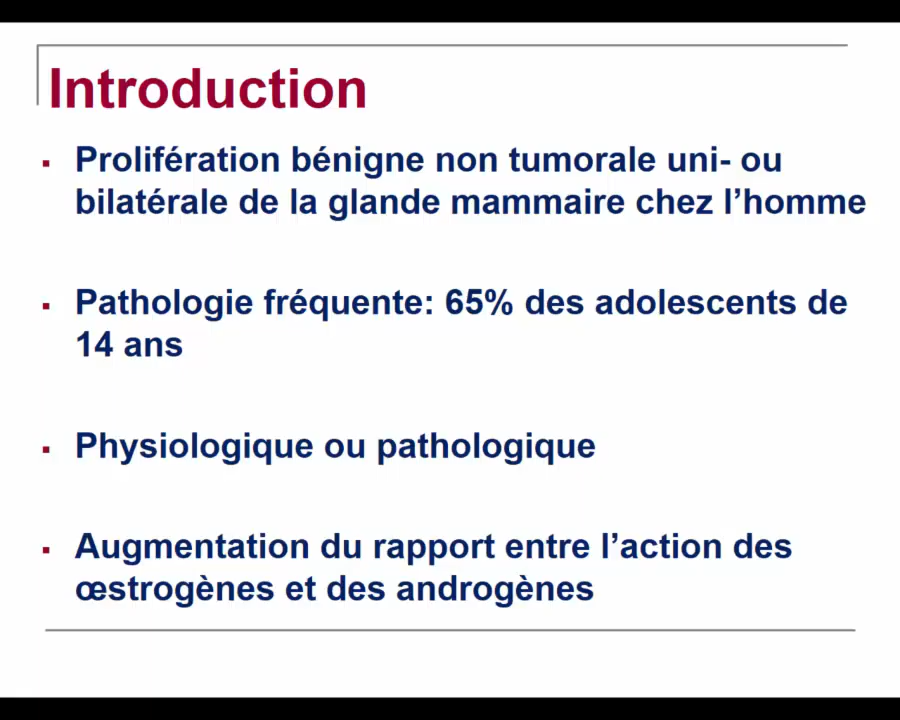 Introduction
Prolifération bénigne non tumorale uni- ou
bilatérale de la glande mammaire chez l’homme
Pathologie fréquente: 65% des adolescents de
14 ans
Physiologique ou pathologique
Augmentation du rapport entre l’action des
œstrogènes et des androgènes